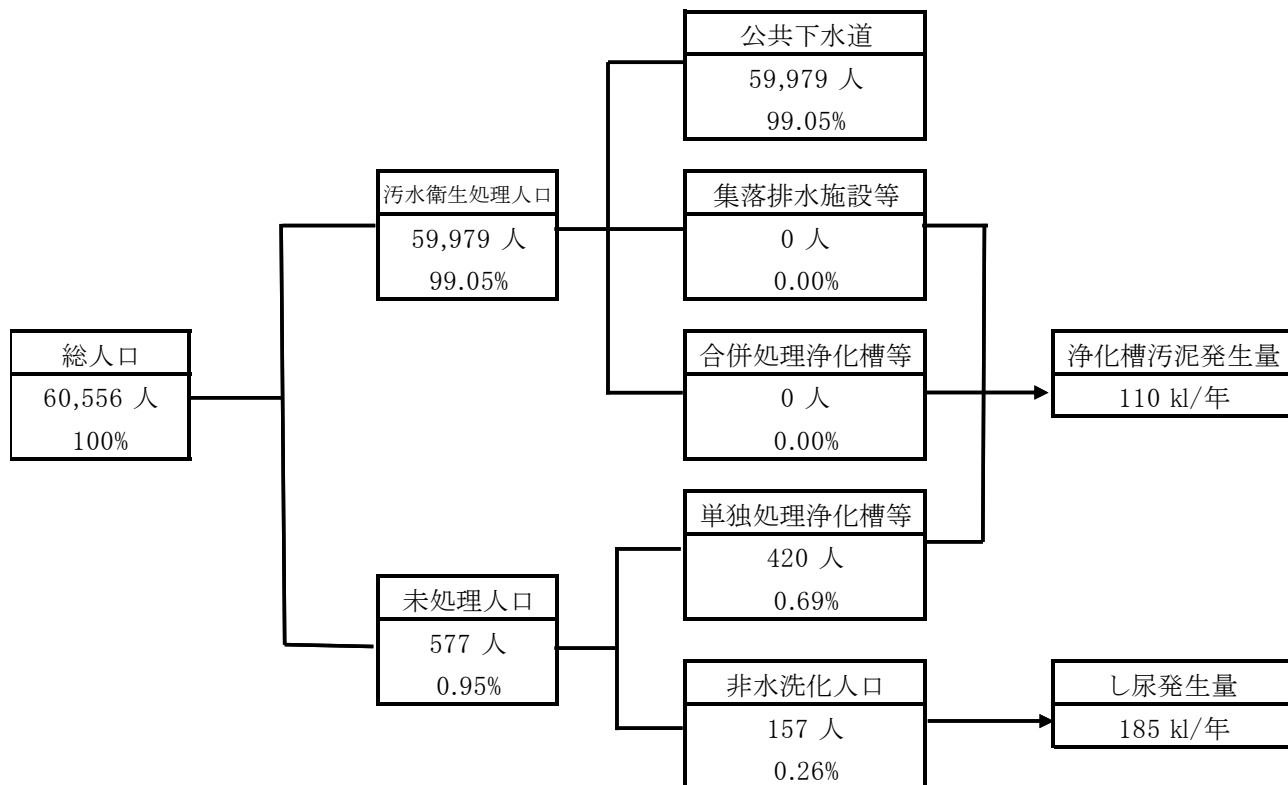 公共下水道
59,979 人
99.05%
汚水衛生処理人口
59,979 人
99.05%
集落排水施設等
0 人
0.00%
総人口
60,556 人
100%
合併処理浄化槽等
0 人
0.00%
浄化槽汚泥発生量
110 kl/年
単独処理浄化槽等
420 人
0.69%
未処理人口
577 人
0.95%
非水洗化人口
157 人
0.26%
し尿発生量
185 kl/年